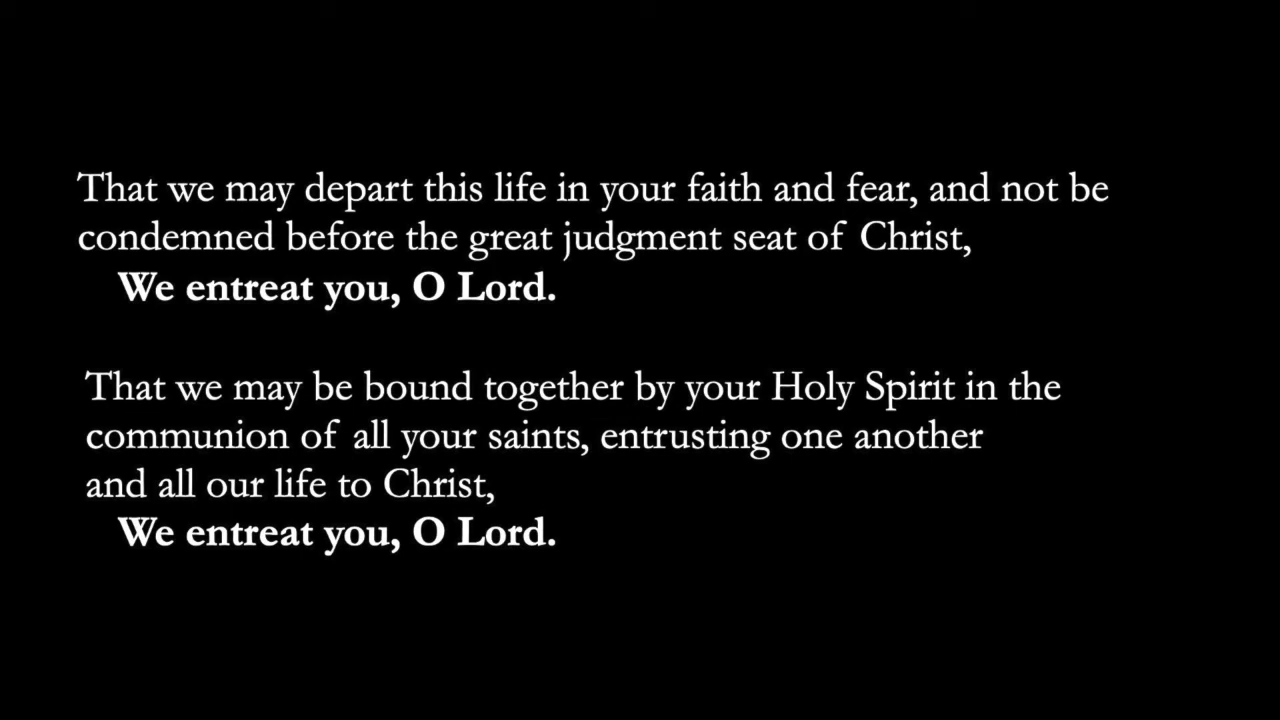 That we may depart this life in your faith and fear, and not be
condemned before the great judgment seat of Christ,
We entreat you, O Lord.
That we may be bound together by your Holy Spirit in the
communion of all your saints, entrusting one another
and all our life to Christ,
We entreat you, O Lord.